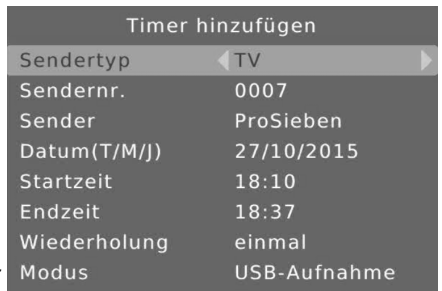 Timer hinzufügen
Sendertyp TV
Sendernr. 0007
Sender ProSieben
Datum(T/M/J) 27/10/2015
Startzeit 18:10
Endzeit 18:37
Wiederholung einmal
Modus USB-Aufnahme